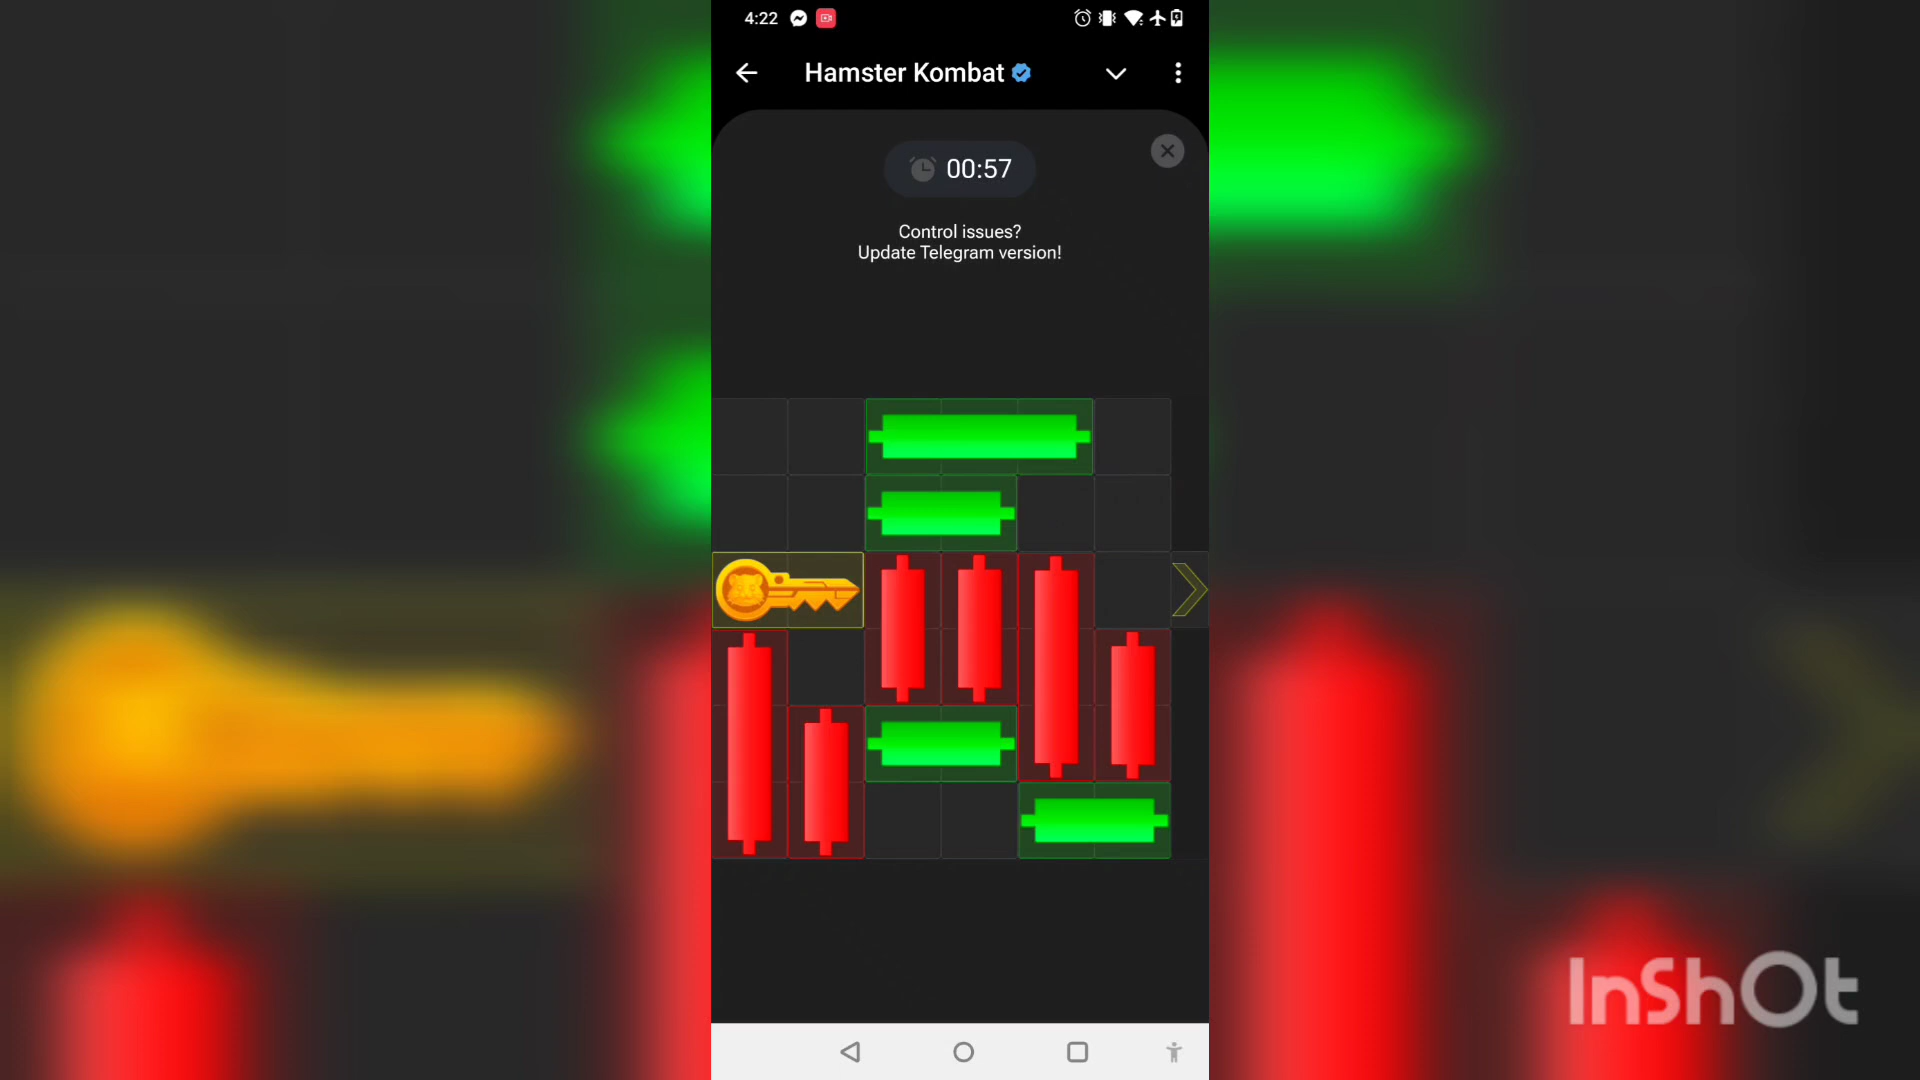 4:22
Hamster Kombat
00:57
Control issues?
Update Telegram version!
InShOt